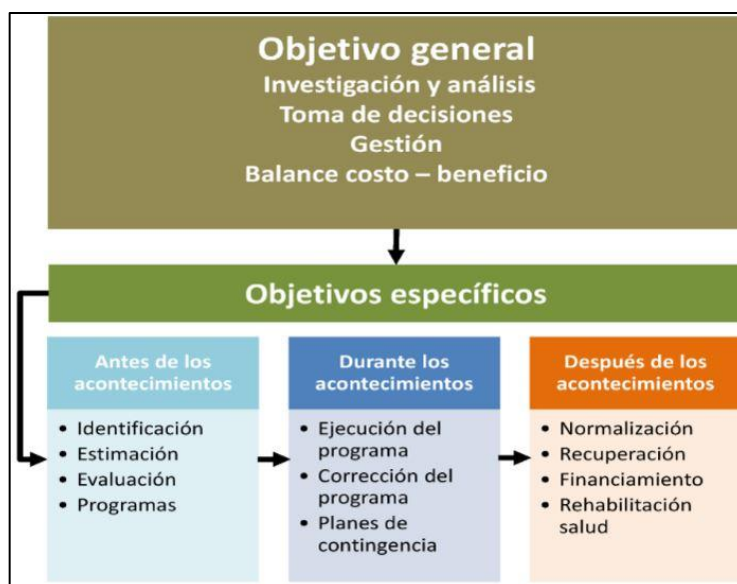 Objetivo general
Investigación y análisis
Toma de decisiones
Gestión
Balance costo – beneficio
Objetivos específicos
Antes de los
acontecimientos
• Identificación
• Estimación
• Evaluación
• Programas
Durante los
acontecimientos
• Ejecución del
programa
• Corrección del
programa
• Planes de
contingencia
Después de los
acontecimientos
• Normalización
• Recuperación
• Financiamiento
• Rehabilitación
salud